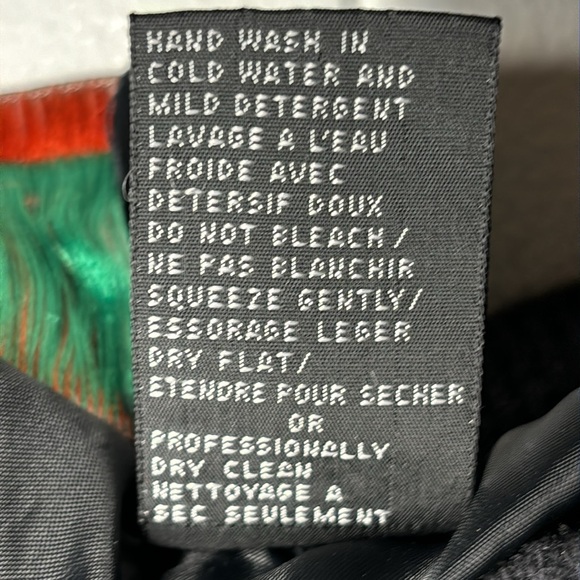 HAND WASH IN
COLD WATER AND
MILD DETERGENT
LAVAGE A L'EAU
FROIDE AVEC
DETERSIF DOUX
DO NOT BLEACH /
NE PAS BLANCHIR
SQUEEZE GENTLY/
ESSORAGE LEGER
DRY FLAT/
ETENDRE POUR SECHER
OR
PROFESSIONALLY
DRY CLEAN
NETTOYAGE A
SEC SEULEMENT